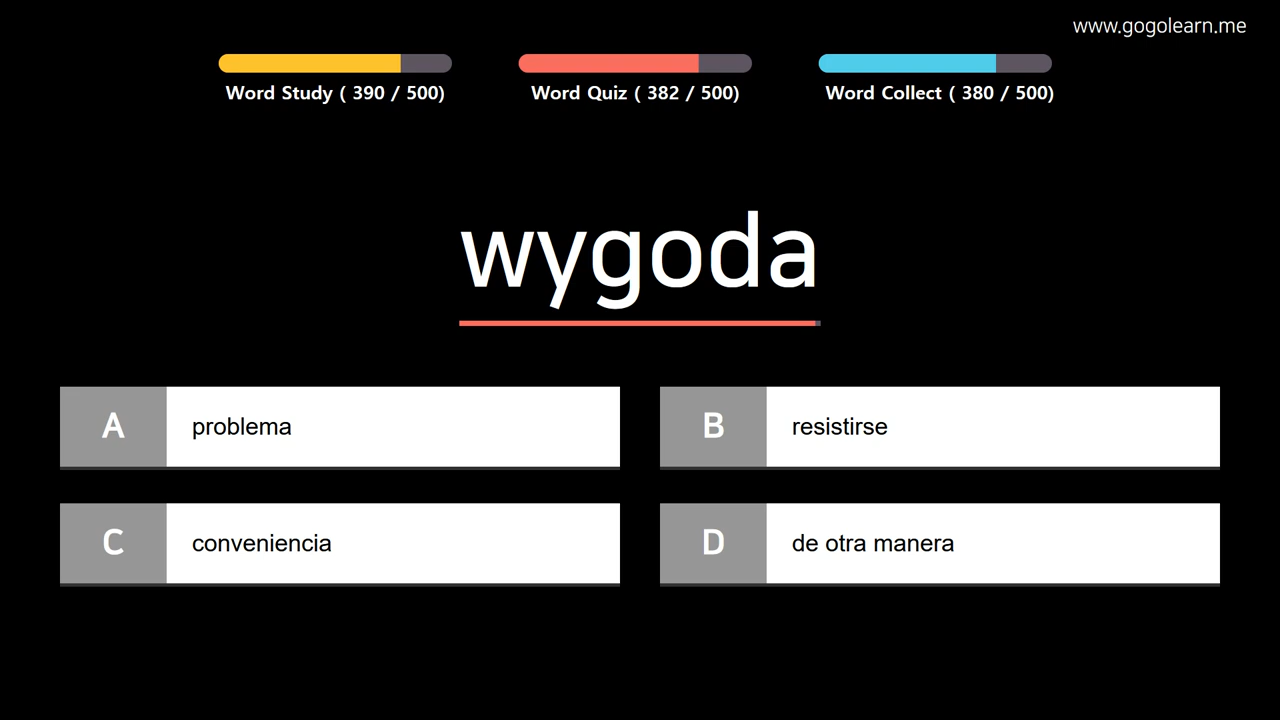 www.gogolearn.me
Word Study ( 390 / 500)
Word Quiz ( 382 / 500)
Word Collect ( 380 / 500)
wygoda
A problema
B resistirse
C conveniencia
D de otra manera